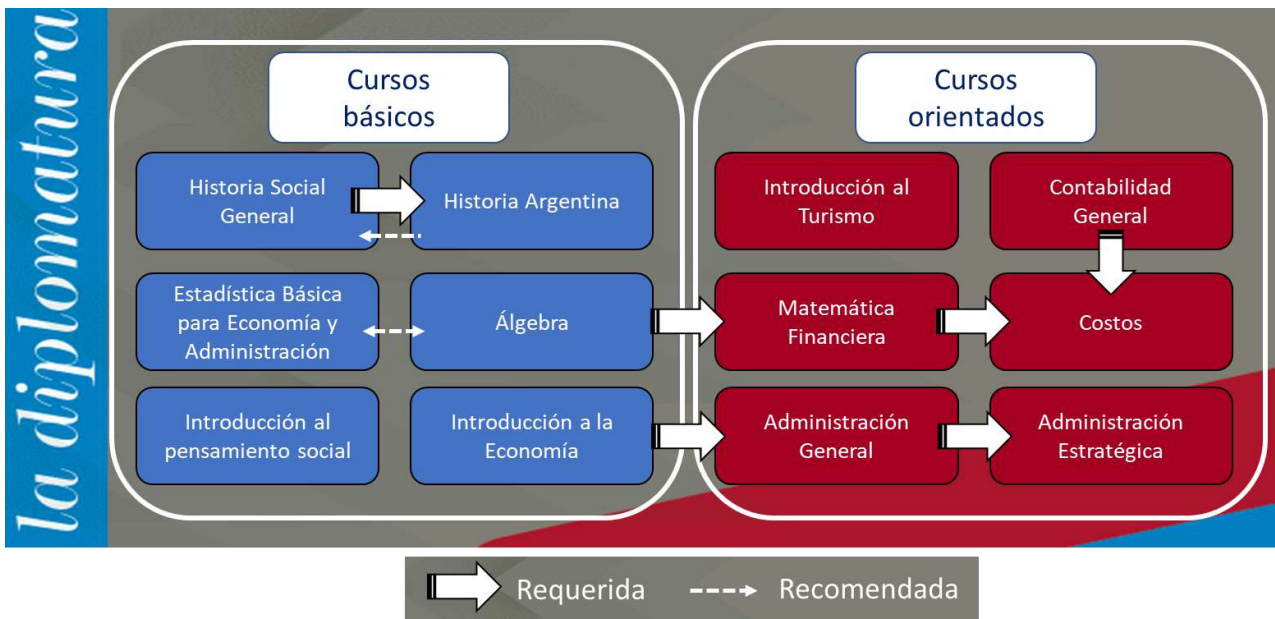 la diplomatura
Cursos
básicos
Cursos
orientados
Historia Social
General
Historia Argentina
Introducción al
Turismo
Contabilidad
General
Estadística Básica
para Economía y
Administración
Álgebra
Matemática
Financiera
Costos
Introducción al
pensamiento social
Introducción a la
Economía
Administración
General
Administración
Estratégica
Requerida
Recomendada